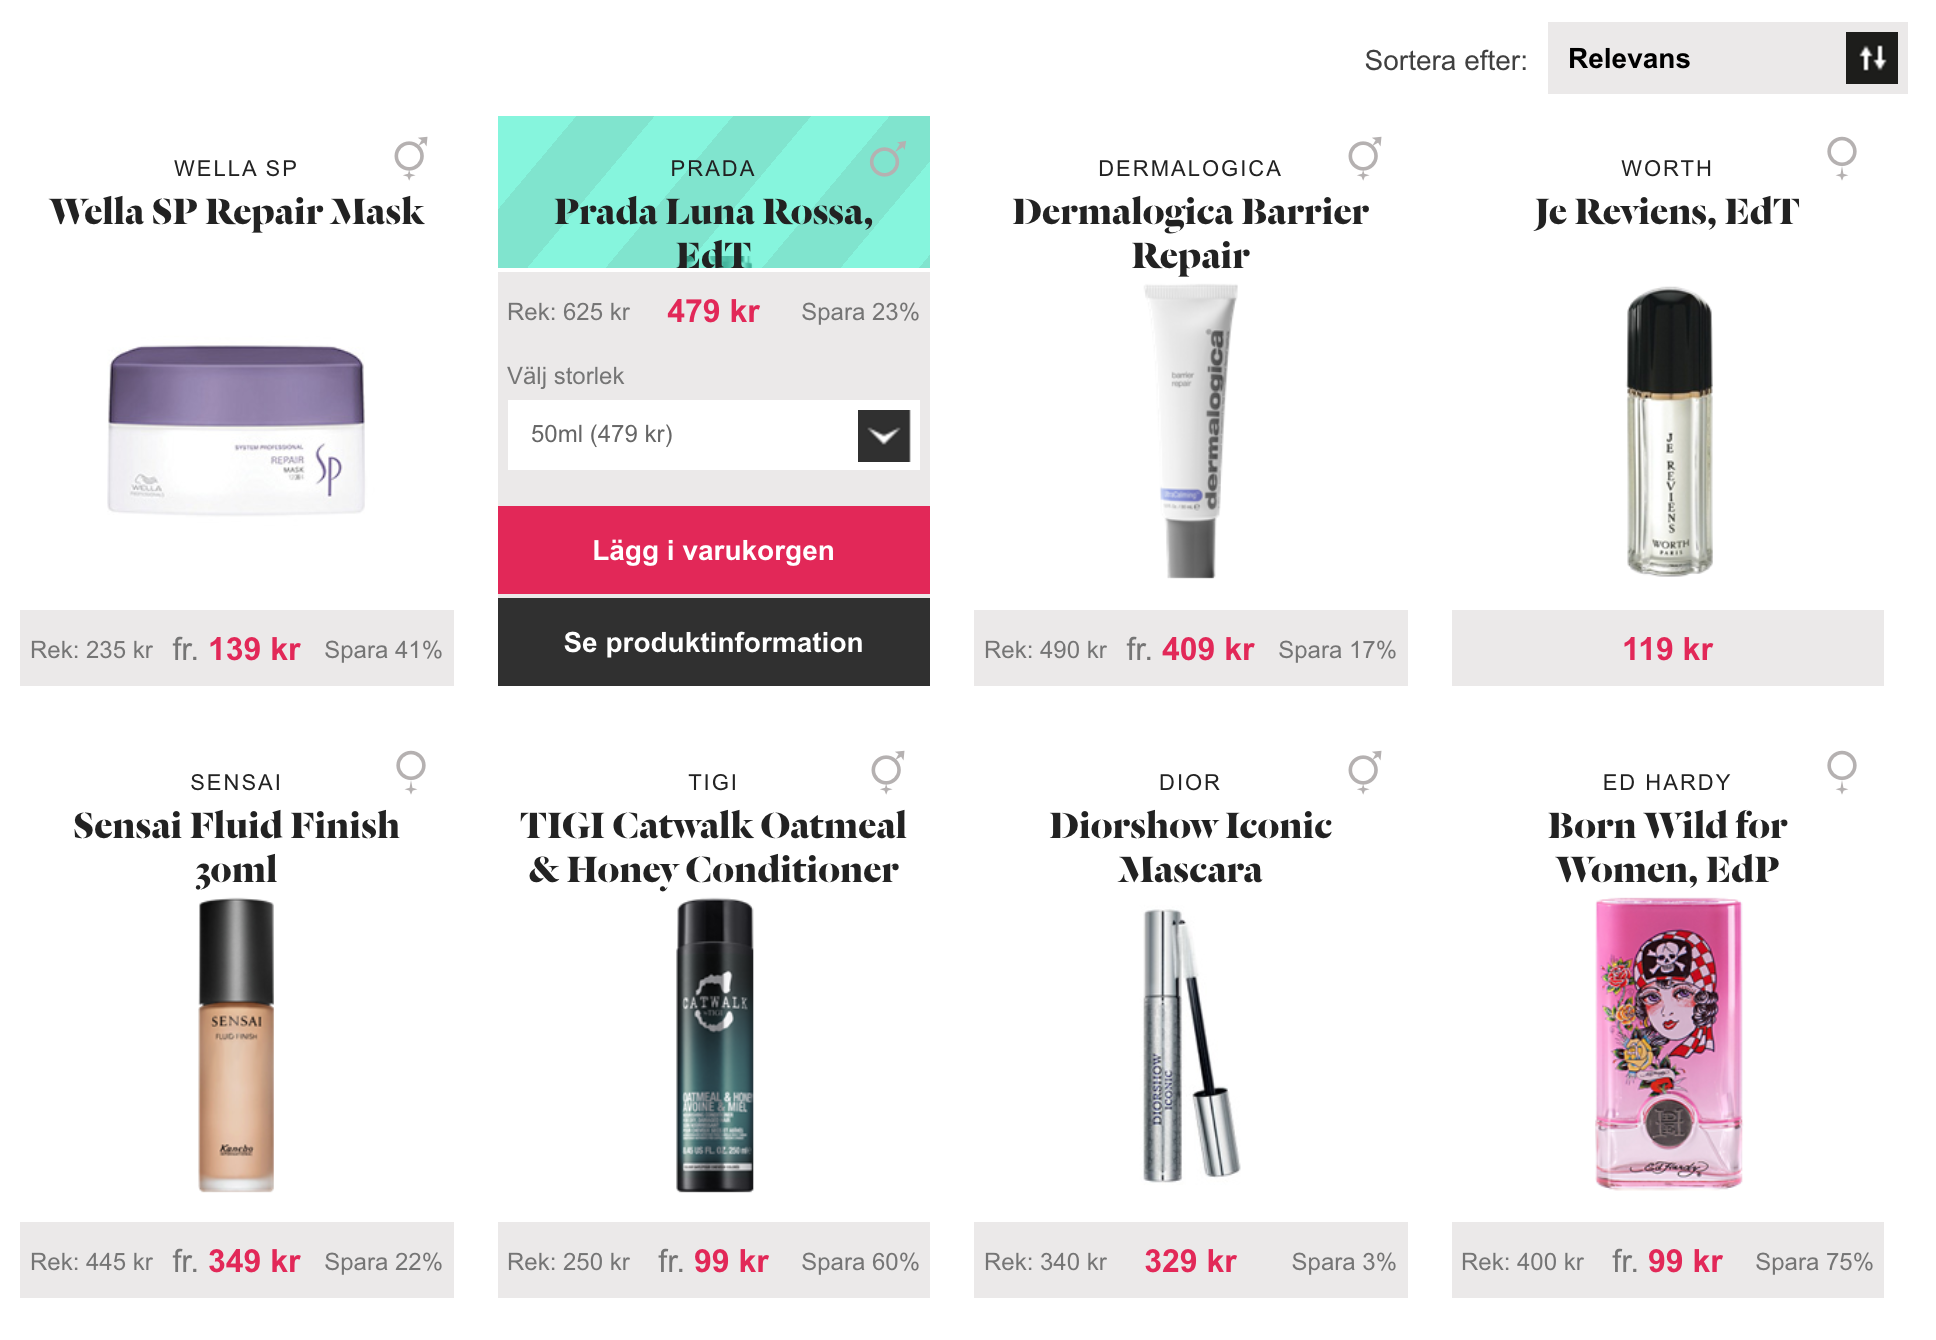 Sortera efter: Relevans
WELLA SP
Wella SP Repair Mask
SYSTEM PROFESSIONAL
REPAIR
MASK
SP
WELLA
Rek: 235 kr fr. 139 kr Spara 41%
PRADA
Prada Luna Rossa,
EdT
Rek: 625 kr 479 kr Spara 23%
Välj storlek
50ml (479 kr)
Lägg i varukorgen
Se produktinformation
DERMALOGICA
Dermalogica Barrier
Repair
barrier
repair
dermalogica
Rek: 490 kr fr. 409 kr Spara 17%
WORTH
Je Reviens, EdT
JE REVIENS
WORTH
PARIS
119 kr
SENSAI
Sensai Fluid Finish
30ml
SENSAI
FLUID FINISH
Kanebo
Rek: 445 kr fr. 349 kr Spara 22%
TIGI
TIGI Catwalk Oatmeal
& Honey Conditioner
CATWALK
OATMEAL & HONEY
AVOINE & MIEL
Rek: 250 kr fr. 99 kr Spara 60%
DIOR
Diorshow Iconic
Mascara
DIORSHOW
ICONIC
Rek: 340 kr 329 kr Spara 3%
ED HARDY
Born Wild for
Women, EdP
Ed Hardy
Rek: 400 kr fr. 99 kr Spara 75%